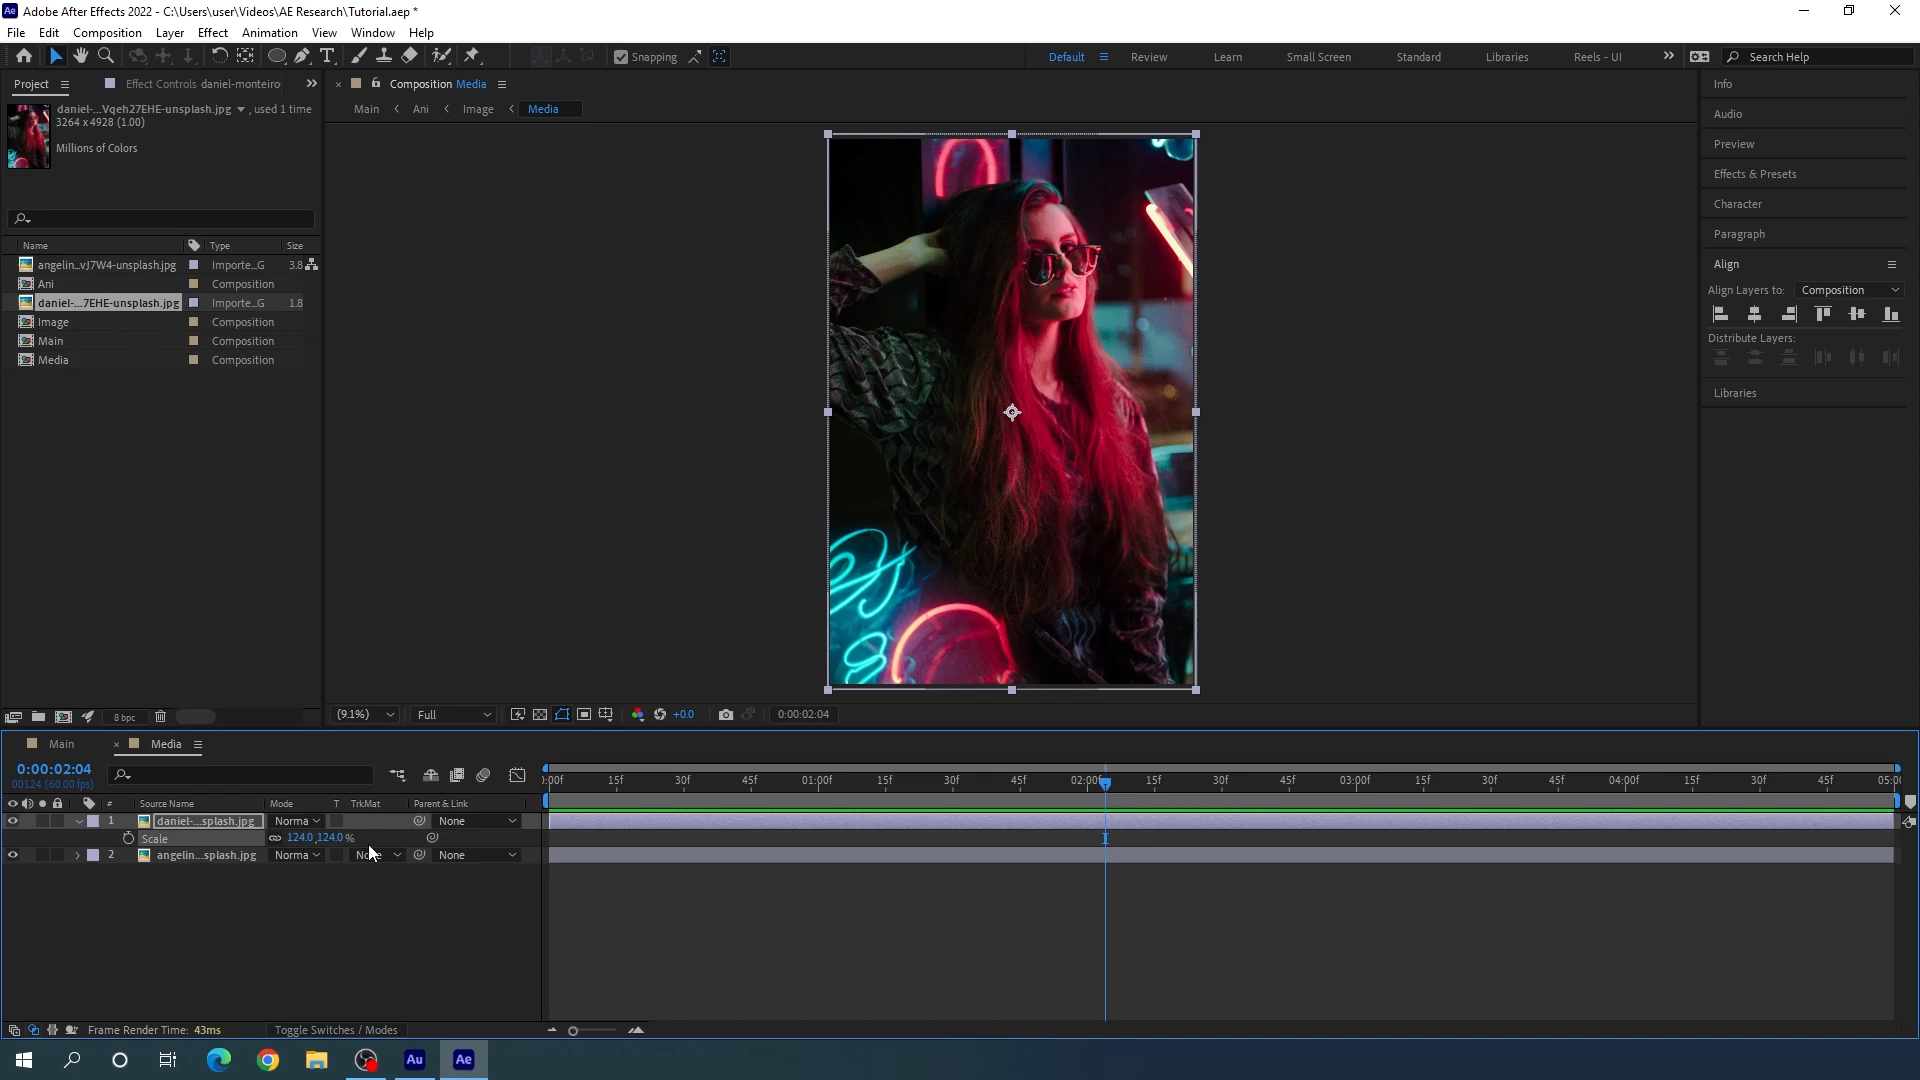 Adobe After Effects 2022 - C:\Users\user\Videos\AE Research\Tutorial.aep *
File Edit Composition Layer Effect Animation View Window Help
Snapping Default Review Learn Small Screen Standard Libraries Reels - UI Search Help
Project Effect Controls daniel-monteiro
daniel-...Vqeh27EHE-unsplash.jpg , used 1 time
3264 x 4928 (1.00)
Millions of Colors
Name Type Size
angelin...vJ7W4-unsplash.jpg Importe...G 3.8
Ani Composition
daniel-...7EHE-unsplash.jpg Importe...G 1.8
Image Composition
Main Composition
Media Composition
8 bpc
Composition Media
Main Ani Image Media
(9.1%) Full +0.0 0:00:02:04
Info
Audio
Preview
Effects & Presets
Character
Paragraph
Align
Align Layers to: Composition
Distribute Layers:
Libraries
Main Media
0:00:02:04
00124 (60.00 fps)
:00f 15f 30f 45f 01:00f 15f 30f 45f 02:00f 15f 30f 45f 03:00f 15f 30f 45f 04:00f 15f 30f 45f 05:00
# Source Name Mode T TrkMat Parent & Link
1 daniel-...splash.jpg Norma None
Scale 124.0,124.0 %
2 angelin...splash.jpg Norma None None
Frame Render Time: 43ms Toggle Switches / Modes
Au Ae